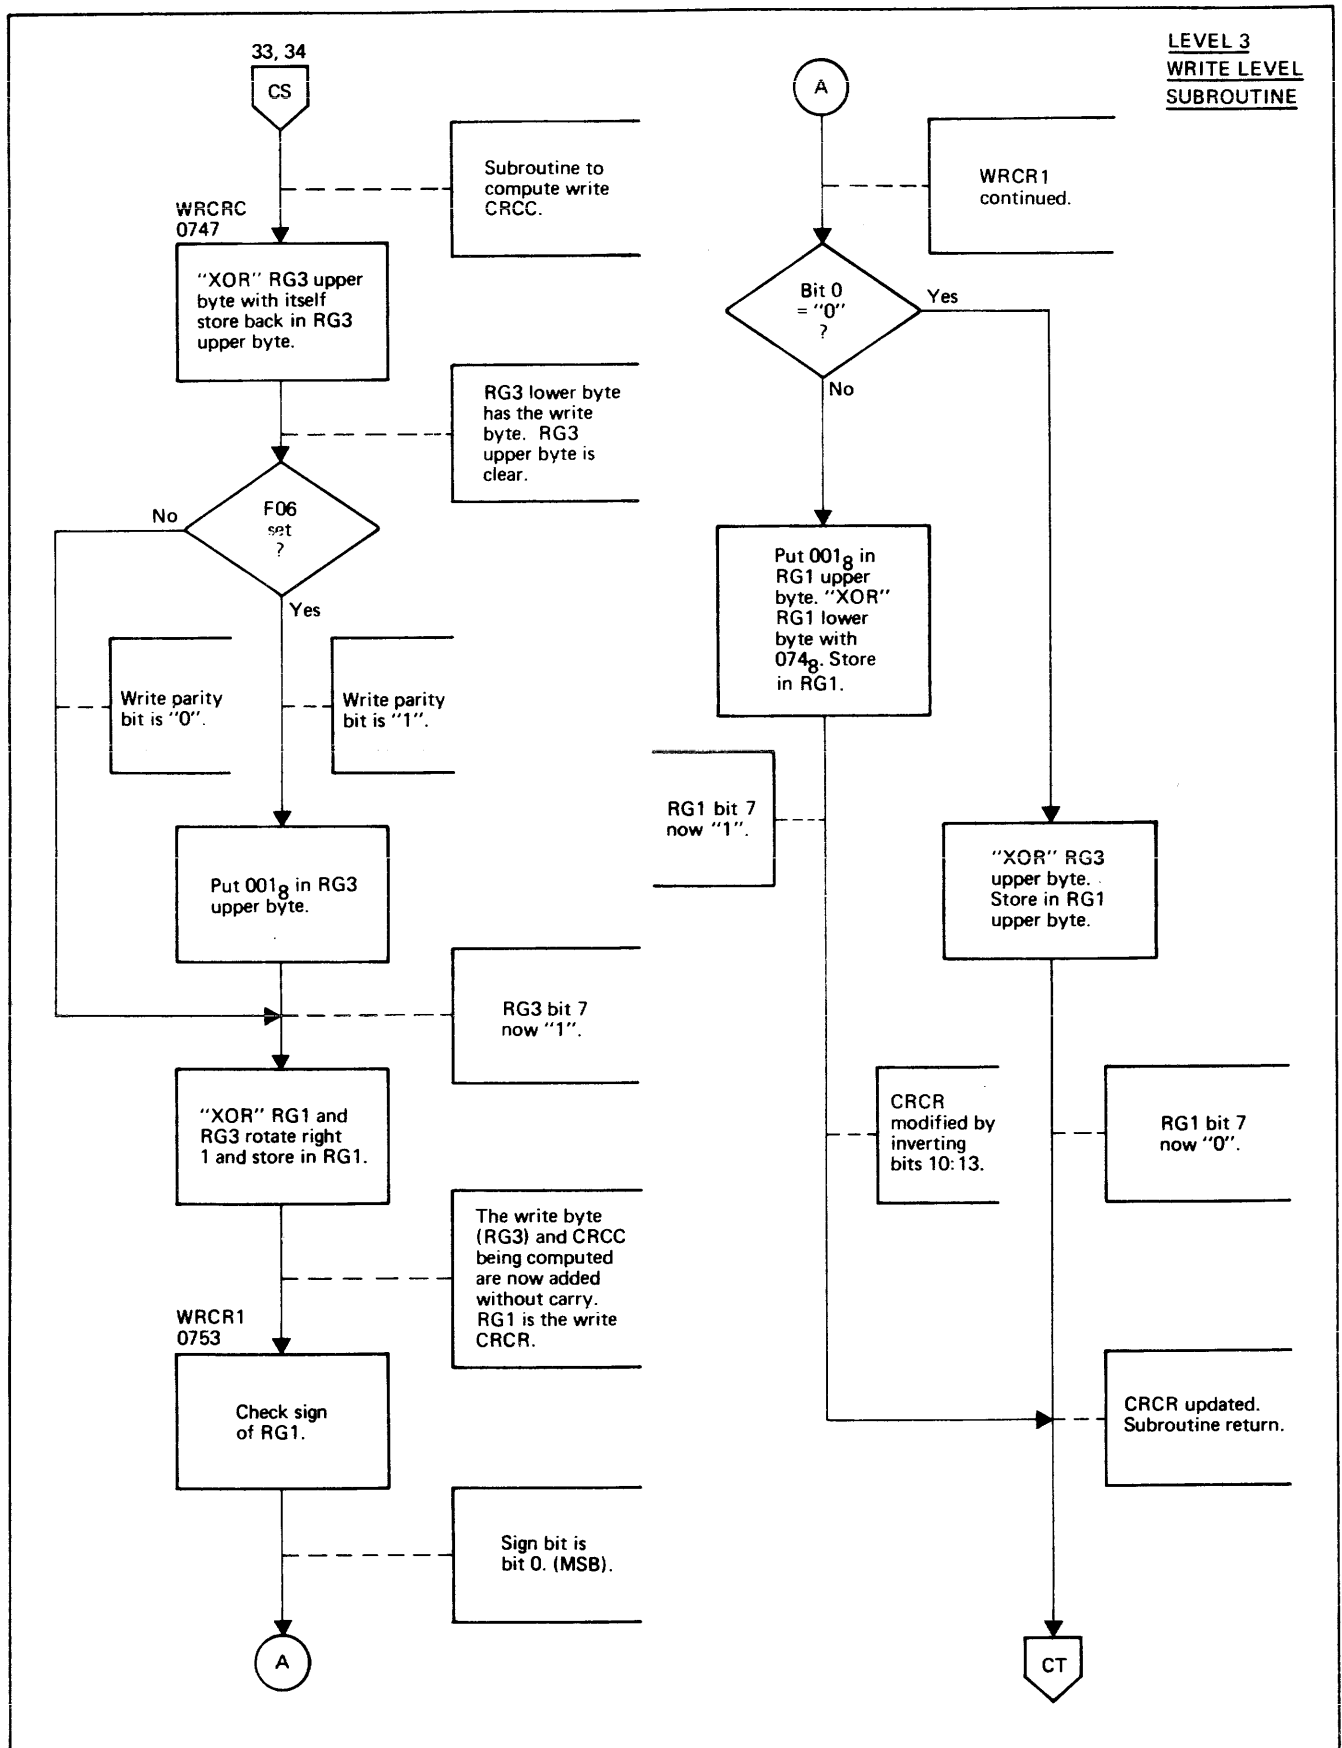 LEVEL 3
WRITE LEVEL
SUBROUTINE
33, 34
CS
Subroutine to
compute write
CRCC.
WRCRC
0747
“XOR” RG3 upper
byte with itself
store back in RG3
upper byte.
RG3 lower byte
has the write
byte. RG3
upper byte is
clear.
F06
set
?
No
Yes
Write parity
bit is “0”.
Write parity
bit is “1”.
Put 001₈ in RG3
upper byte.
RG3 bit 7
now “1”.
“XOR” RG1 and
RG3 rotate right
1 and store in RG1.
The write byte
(RG3) and CRCC
being computed
are now added
without carry.
RG1 is the write
CRCR.
WRCR1
0753
Check sign
of RG1.
Sign bit is
bit 0. (MSB).
A
A
WRCR1
continued.
Bit 0
= “0”
?
Yes
No
Put 001₈ in
RG1 upper
byte. “XOR”
RG1 lower
byte with
074₈. Store
in RG1.
RG1 bit 7
now “1”.
“XOR” RG3
upper byte.
Store in RG1
upper byte.
CRCR
modified by
inverting
bits 10:13.
RG1 bit 7
now “0”.
CRCR updated.
Subroutine return.
CT